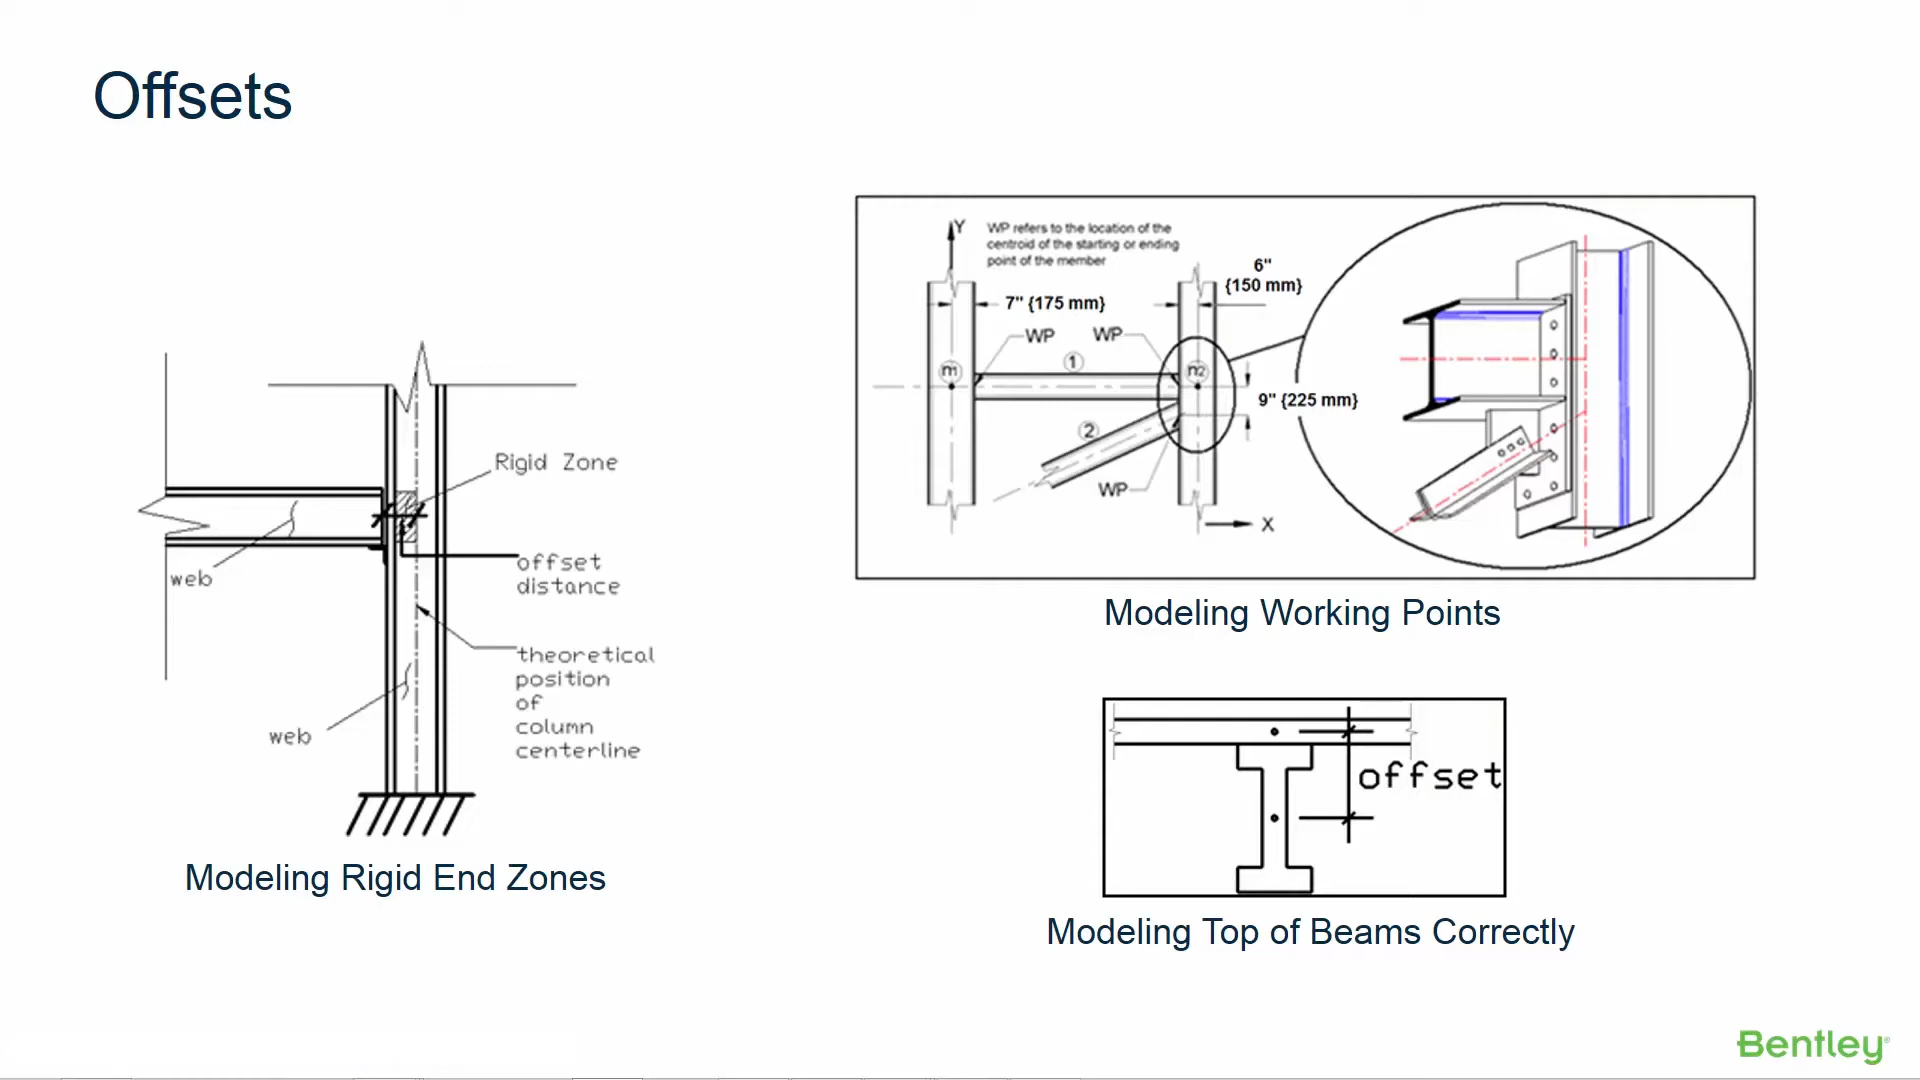 Offsets
Rigid Zone
web
offset
distance
theoretical
position
of
column
centerline
web
Modeling Rigid End Zones
Y
WP refers to the location of the
centroid of the starting or ending
point of the member
6"
{150 mm}
7" {175 mm}
WP
WP
1
n1
n2
9" {225 mm}
2
WP
X
Modeling Working Points
offset
Modeling Top of Beams Correctly
Bentley®